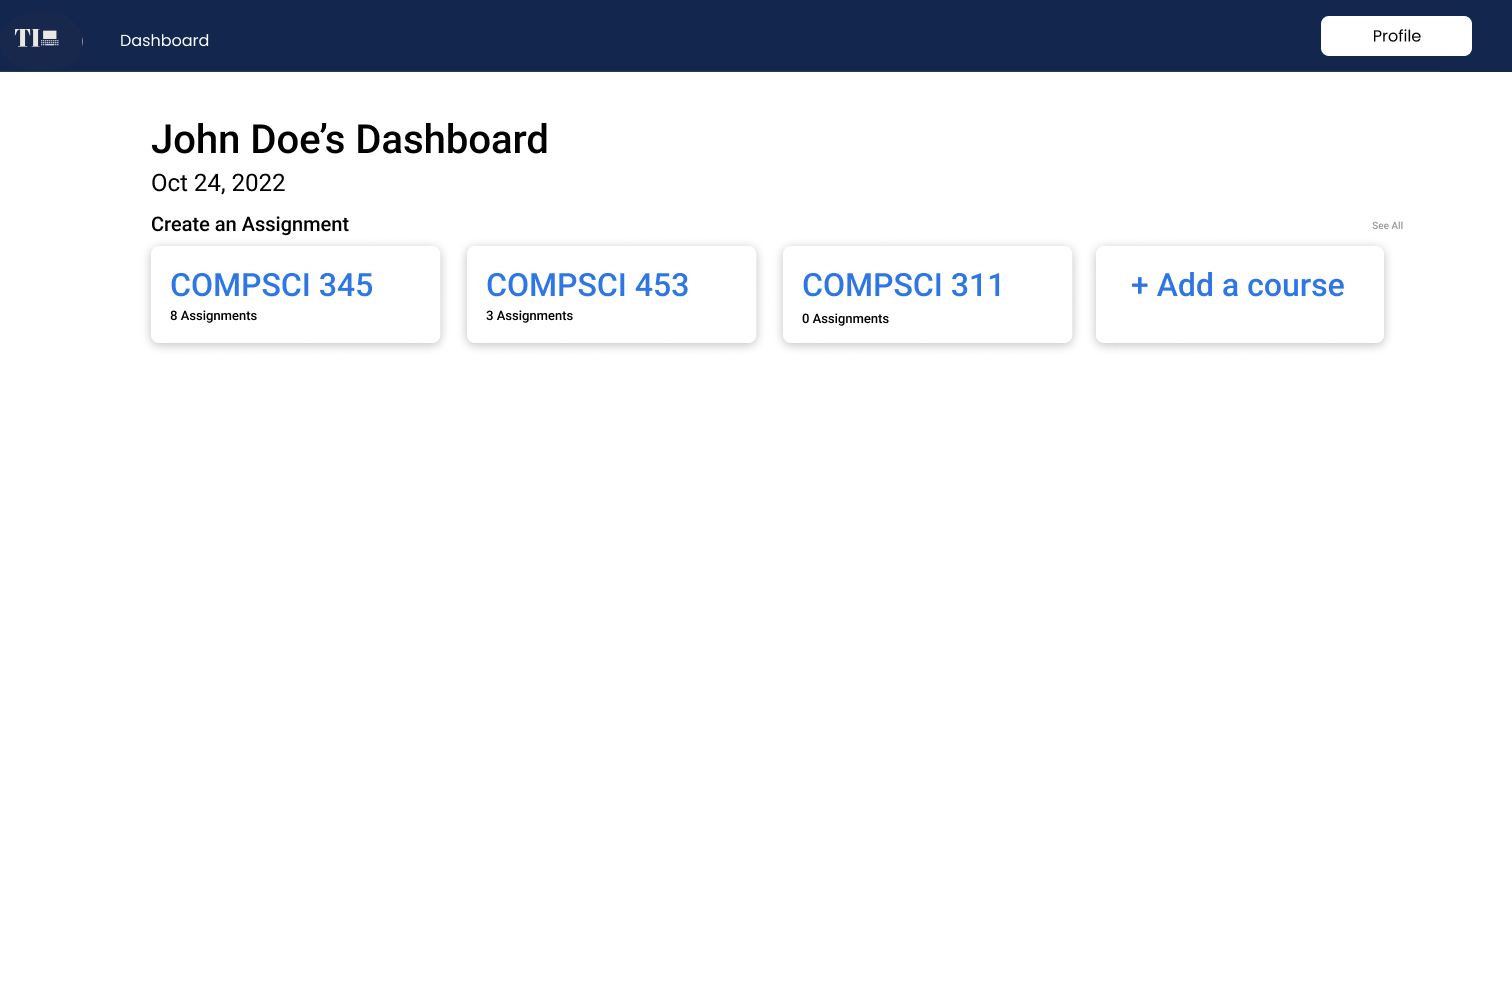 TI
Dashboard
Profile
John Doe’s Dashboard
Oct 24, 2022
Create an Assignment
See All
COMPSCI 345
8 Assignments
COMPSCI 453
3 Assignments
COMPSCI 311
0 Assignments
+ Add a course